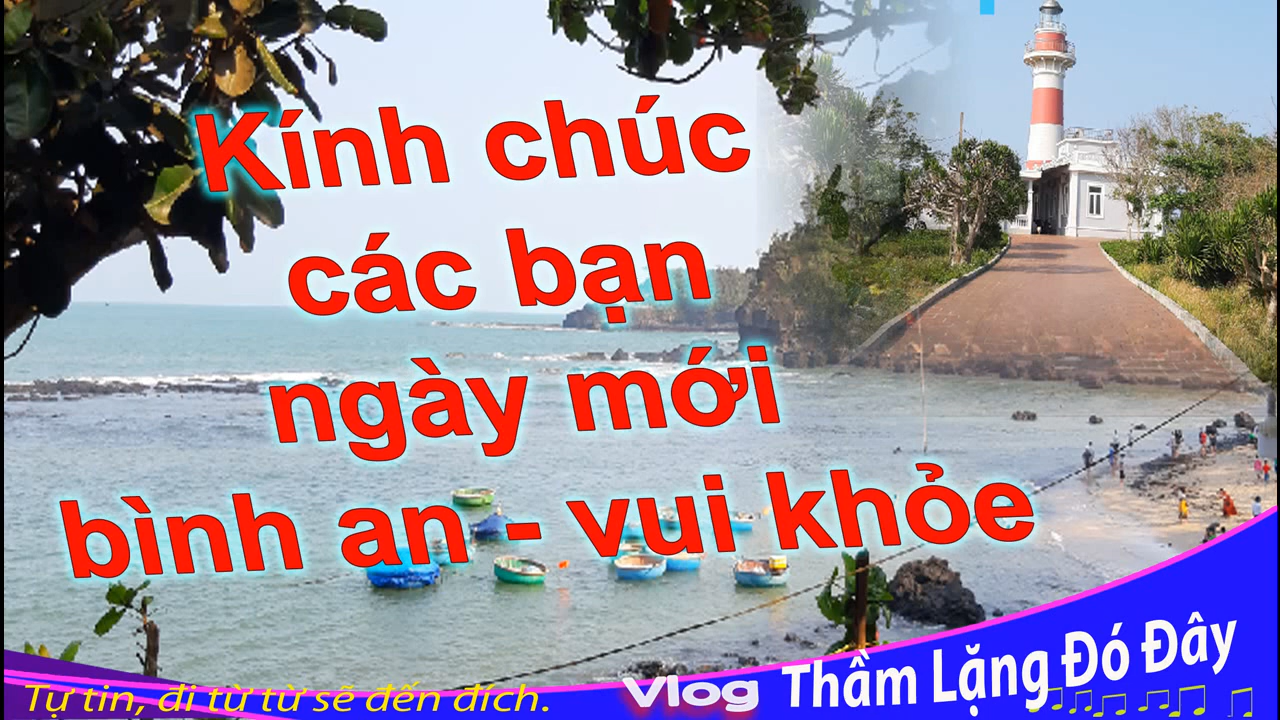 Kính chúc
các bạn
ngày mới
bình an - vui khỏe
Tự tin, đi từ từ sẽ đến đích.
Vlog Thầm Lặng Đó Đây